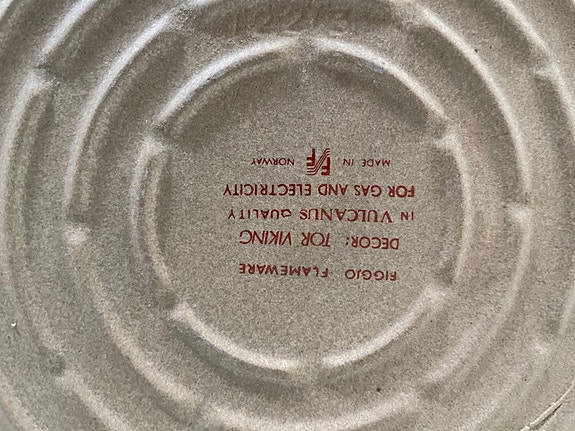 FIGGJO FLAMEWARE
DECOR: TOR VIKING
IN VULCANUS QUALITY
FOR GAS AND ELECTRICITY
MADE IN NORWAY